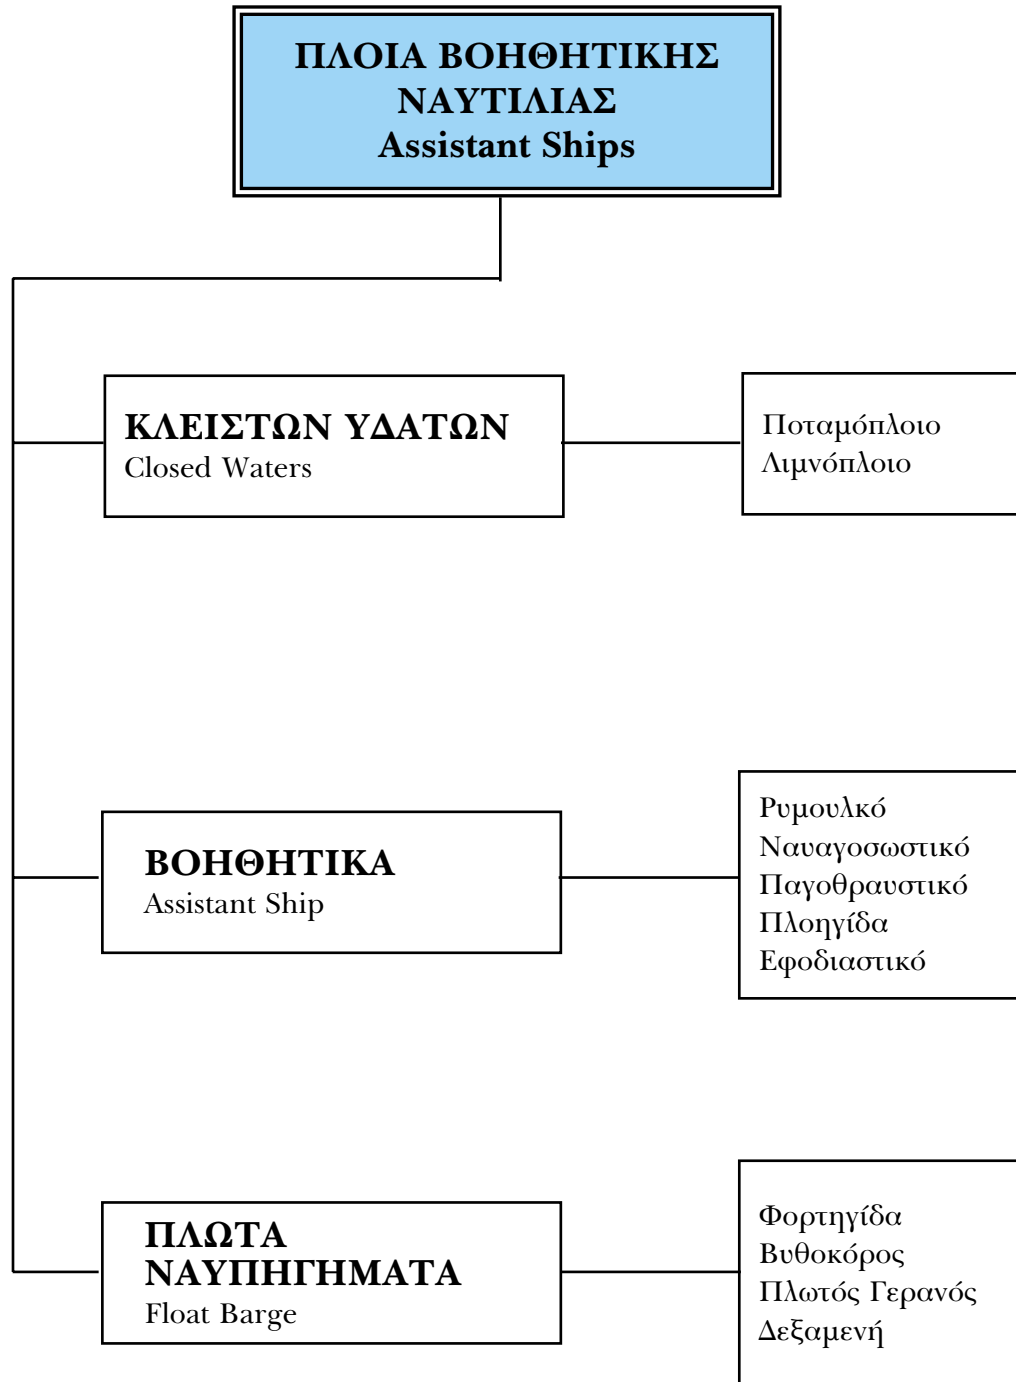 ΠΛΟΙΑ ΒΟΗΘΗΤΙΚΗΣ
ΝΑΥΤΙΛΙΑΣ
Assistant Ships
ΚΛΕΙΣΤΩΝ ΥΔΑΤΩΝ
Closed Waters
Ποταμόπλοιο
Λιμνόπλοιο
ΒΟΗΘΗΤΙΚΑ
Assistant Ship
Ρυμουλκό
Ναυαγοσωστικό
Παγοθραυστικό
Πλοηγίδα
Εφοδιαστικό
ΠΛΩΤΑ
ΝΑΥΠΗΓΗΜΑΤΑ
Float Barge
Φορτηγίδα
Βυθοκόρος
Πλωτός Γερανός
Δεξαμενή